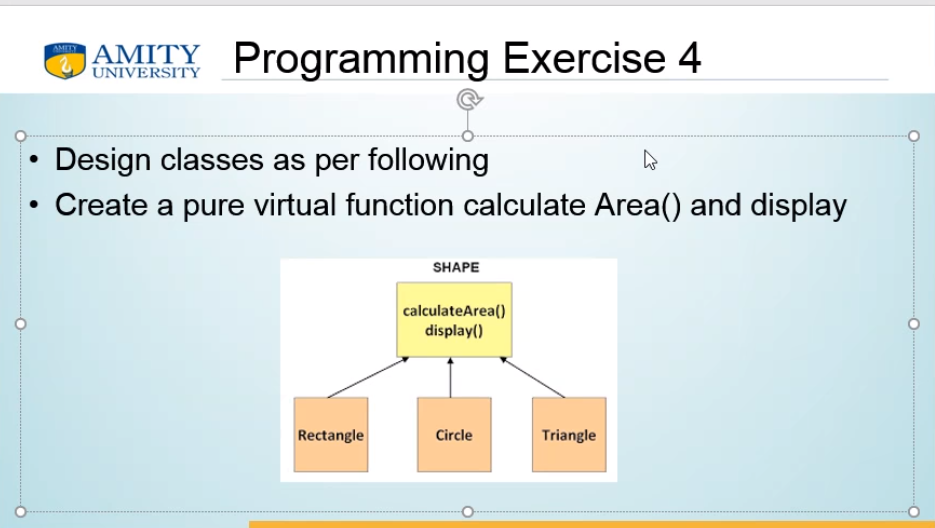 AMITY
AMITY
UNIVERSITY
Programming Exercise 4
• Design classes as per following
• Create a pure virtual function calculate Area() and display
SHAPE
calculateArea()
display()
Rectangle
Circle
Triangle